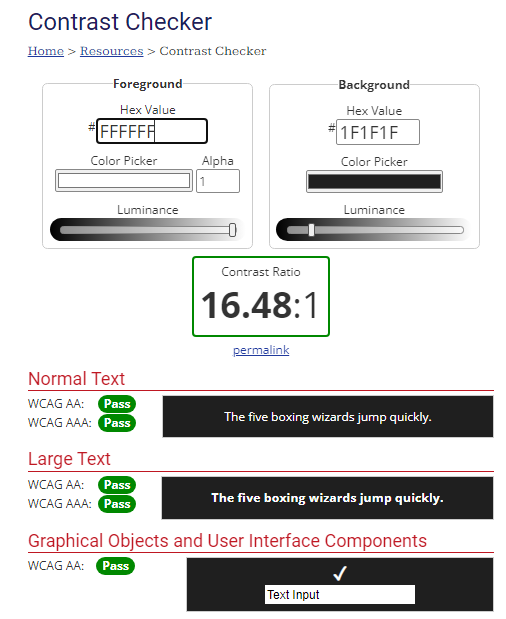 Contrast Checker
Home > Resources > Contrast Checker
Foreground
Hex Value
# FFFFFF
Color Picker Alpha
1
Luminance
Background
Hex Value
# 1F1F1F
Color Picker
Luminance
Contrast Ratio
16.48:1
permalink
Normal Text
WCAG AA: Pass
WCAG AAA: Pass
The five boxing wizards jump quickly.
Large Text
WCAG AA: Pass
WCAG AAA: Pass
The five boxing wizards jump quickly.
Graphical Objects and User Interface Components
WCAG AA: Pass
✓
Text Input